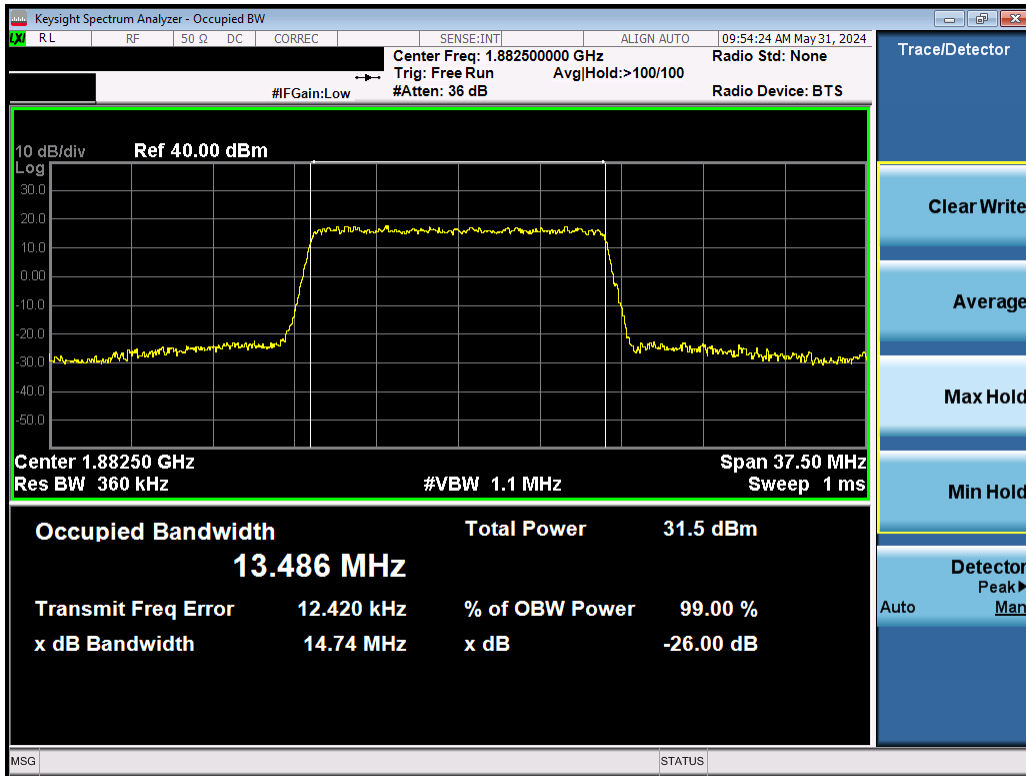 Keysight Spectrum Analyzer - Occupied BW
LXI RL RF 50 Ω DC CORREC SENSE:INT ALIGN AUTO 09:54:24 AM May 31, 2024
Center Freq: 1.882500000 GHz Radio Std: None
Trig: Free Run Avg|Hold:>100/100
#IFGain:Low #Atten: 36 dB Radio Device: BTS
10 dB/div Ref 40.00 dBm
Log
30.0
20.0
10.0
0.00
-10.0
-20.0
-30.0
-40.0
-50.0
Center 1.88250 GHz Span 37.50 MHz
Res BW 360 kHz #VBW 1.1 MHz Sweep 1 ms
Occupied Bandwidth Total Power 31.5 dBm
13.486 MHz
Transmit Freq Error 12.420 kHz % of OBW Power 99.00 %
x dB Bandwidth 14.74 MHz x dB -26.00 dB
MSG STATUS
Trace/Detector
Clear Write
Average
Max Hold
Min Hold
Detector
Peak▶
Auto Man